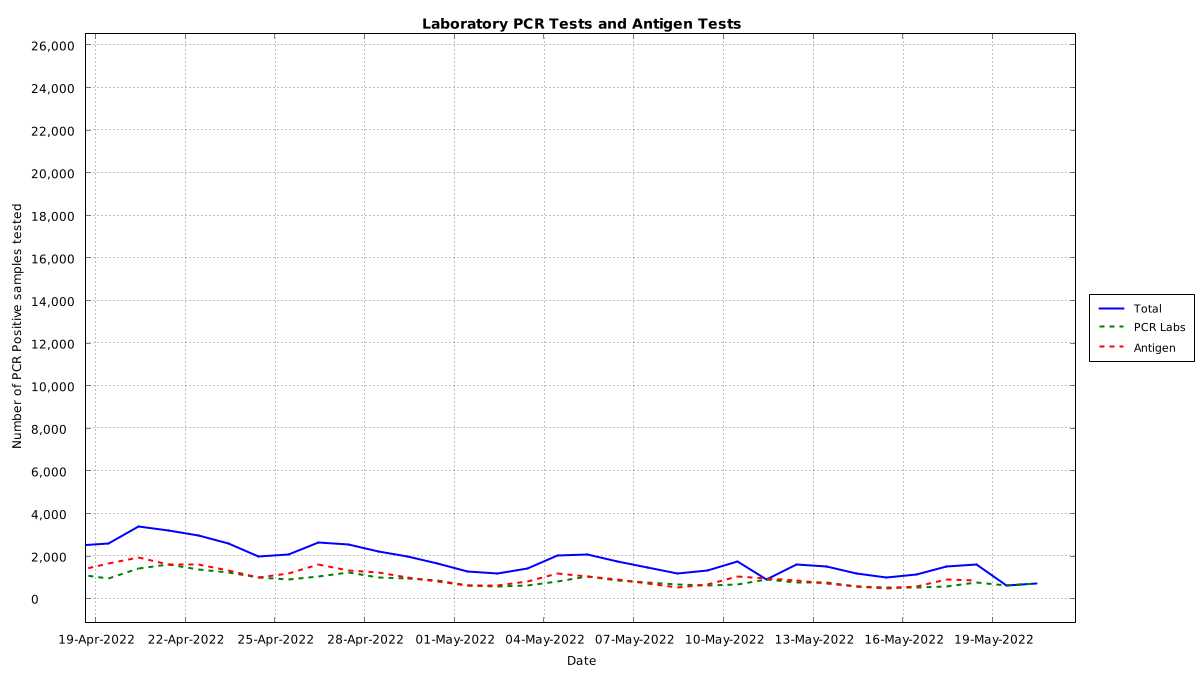 Laboratory PCR Tests and Antigen Tests
26,000
24,000
22,000
20,000
18,000
16,000
14,000
12,000
10,000
8,000
6,000
4,000
2,000
0
Number of PCR Positive samples tested
19-Apr-2022 22-Apr-2022 25-Apr-2022 28-Apr-2022 01-May-2022 04-May-2022 07-May-2022 10-May-2022 13-May-2022 16-May-2022 19-May-2022
Date
Total
PCR Labs
Antigen